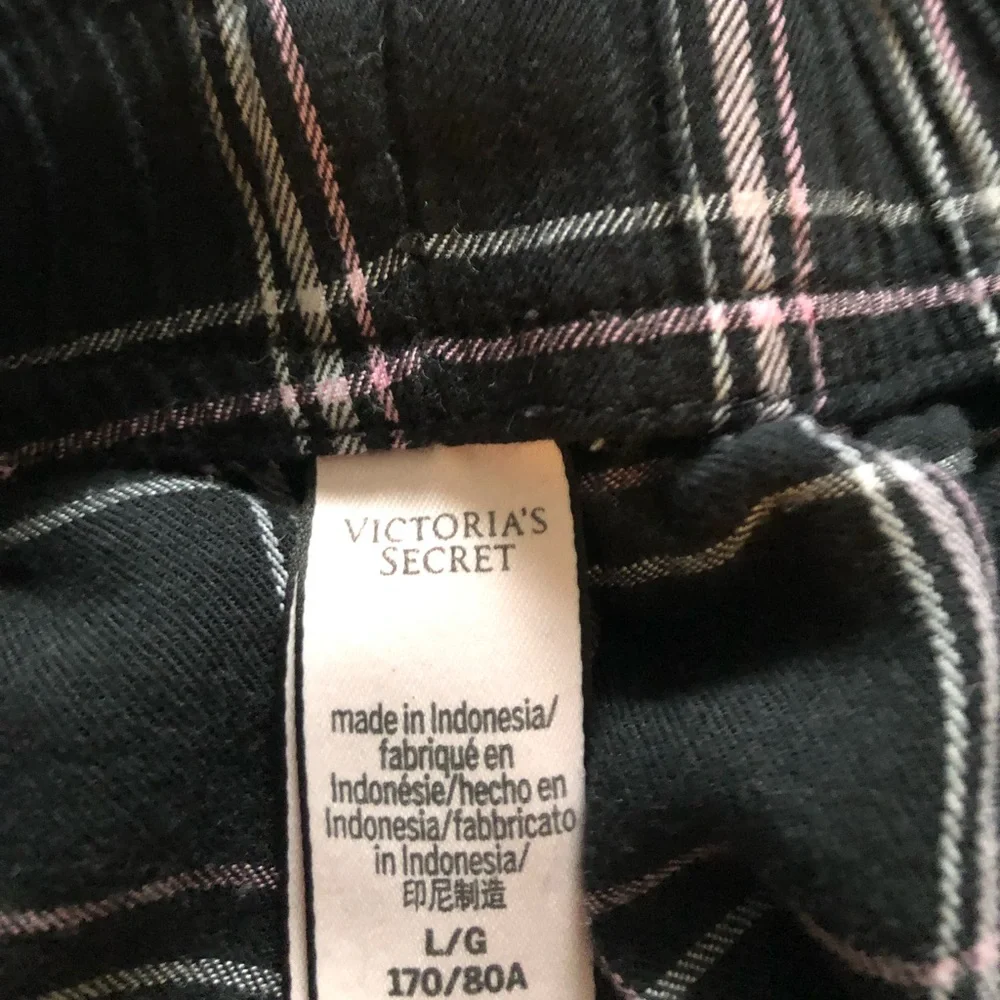 VICTORIA'S
SECRET
made in Indonesia/
fabriqué en
Indonésie/hecho en
Indonesia/fabbricato
in Indonesia/
印尼制造
L/G
170/80A